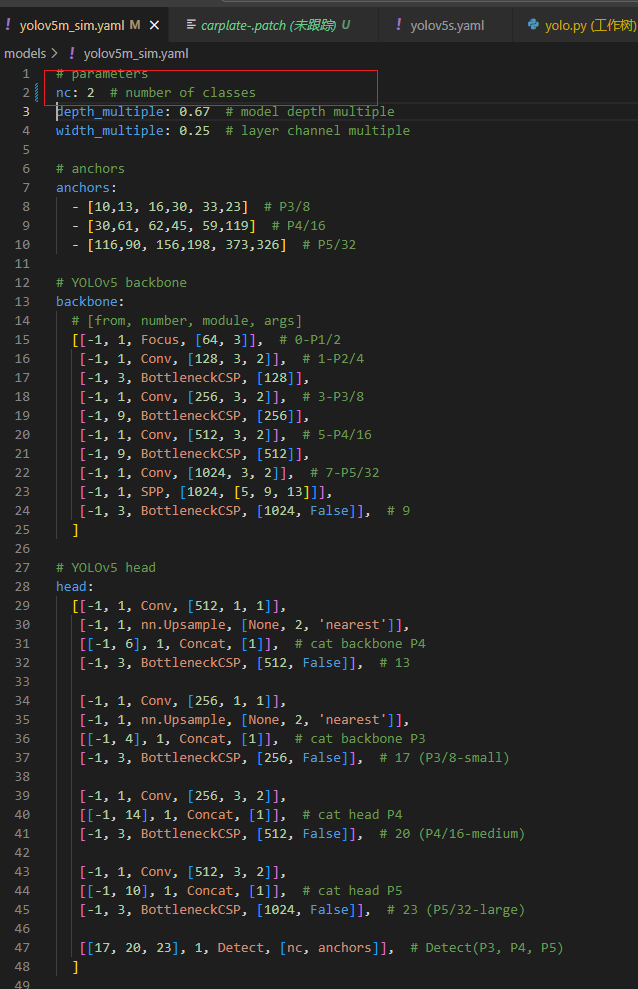 ! yolov5m_sim.yaml M × carplate-.patch (未跟踪) U ! yolov5s.yaml yolo.py (工作树)
models > ! yolov5m_sim.yaml
1 # parameters
2 nc: 2 # number of classes
3 depth_multiple: 0.67 # model depth multiple
4 width_multiple: 0.25 # layer channel multiple
5
6 # anchors
7 anchors:
8 - [10,13, 16,30, 33,23] # P3/8
9 - [30,61, 62,45, 59,119] # P4/16
10 - [116,90, 156,198, 373,326] # P5/32
11
12 # YOLOv5 backbone
13 backbone:
14 # [from, number, module, args]
15 [[-1, 1, Focus, [64, 3]], # 0-P1/2
16 [-1, 1, Conv, [128, 3, 2]], # 1-P2/4
17 [-1, 3, BottleneckCSP, [128]],
18 [-1, 1, Conv, [256, 3, 2]], # 3-P3/8
19 [-1, 9, BottleneckCSP, [256]],
20 [-1, 1, Conv, [512, 3, 2]], # 5-P4/16
21 [-1, 9, BottleneckCSP, [512]],
22 [-1, 1, Conv, [1024, 3, 2]], # 7-P5/32
23 [-1, 1, SPP, [1024, [5, 9, 13]]],
24 [-1, 3, BottleneckCSP, [1024, False]], # 9
25 ]
26
27 # YOLOv5 head
28 head:
29 [[-1, 1, Conv, [512, 1, 1]],
30 [-1, 1, nn.Upsample, [None, 2, 'nearest']],
31 [[-1, 6], 1, Concat, [1]], # cat backbone P4
32 [-1, 3, BottleneckCSP, [512, False]], # 13
33
34 [-1, 1, Conv, [256, 1, 1]],
35 [-1, 1, nn.Upsample, [None, 2, 'nearest']],
36 [[-1, 4], 1, Concat, [1]], # cat backbone P3
37 [-1, 3, BottleneckCSP, [256, False]], # 17 (P3/8-small)
38
39 [-1, 1, Conv, [256, 3, 2]],
40 [[-1, 14], 1, Concat, [1]], # cat head P4
41 [-1, 3, BottleneckCSP, [512, False]], # 20 (P4/16-medium)
42
43 [-1, 1, Conv, [512, 3, 2]],
44 [[-1, 10], 1, Concat, [1]], # cat head P5
45 [-1, 3, BottleneckCSP, [1024, False]], # 23 (P5/32-large)
46
47 [[17, 20, 23], 1, Detect, [nc, anchors]], # Detect(P3, P4, P5)
48 ]
49